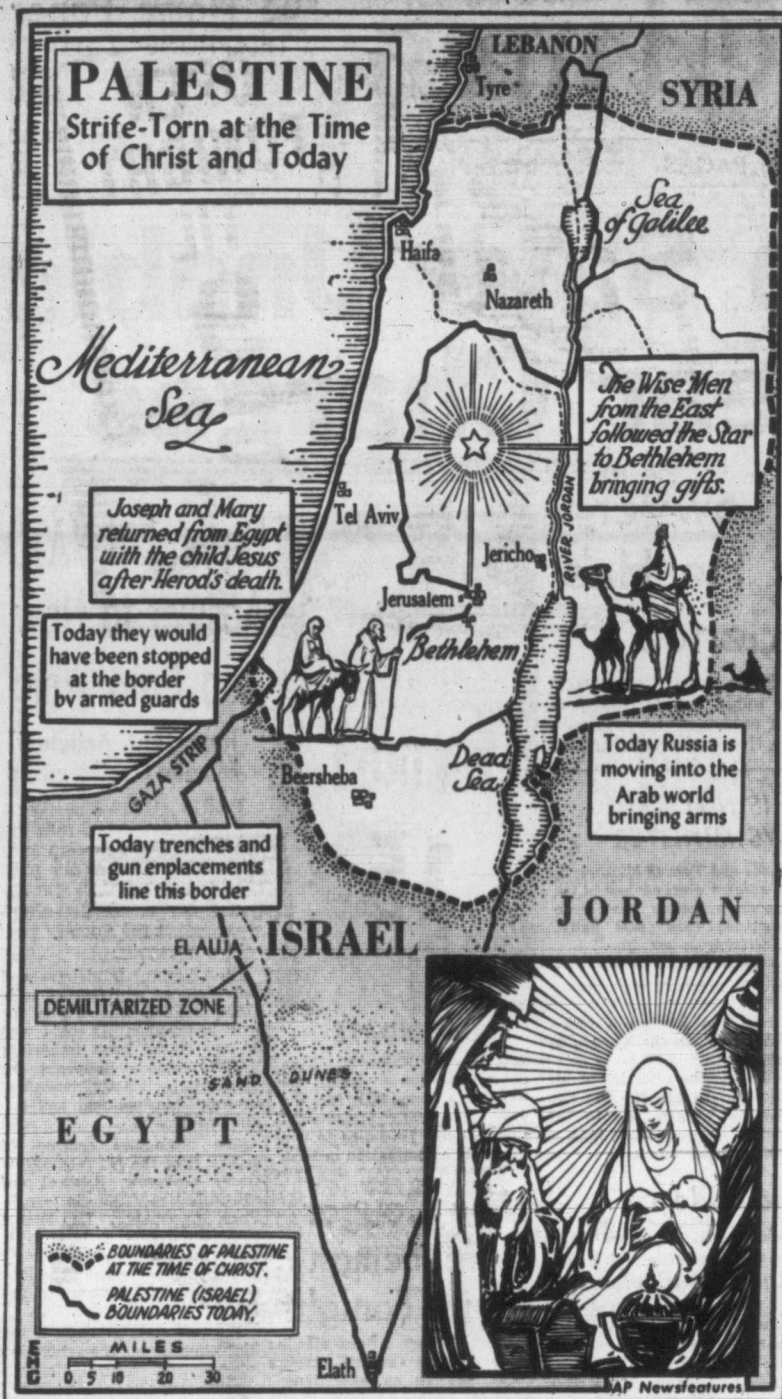 PALESTINE
Strife-Torn at the Time
of Christ and Today
LEBANON
Tyre
SYRIA
Sea
of Galilee
Haifa
Nazareth
Mediterranean
Sea
The Wise Men
from the East
followed the Star
to Bethlehem
bringing gifts.
Joseph and Mary
returned from Egypt
with the child Jesus
after Herod's death.
Tel Aviv
Jericho
RIVER JORDAN
Jerusalem
Bethlehem
Today they would
have been stopped
at the border
by armed guards
GAZA STRIP
Beersheba
Dead
Sea
Today Russia is
moving into the
Arab world
bringing arms
Today trenches and
gun enplacements
line this border
JORDAN
EL AUJA
ISRAEL
DEMILITARIZED ZONE
SAND DUNES
EGYPT
BOUNDARIES OF PALESTINE
AT THE TIME OF CHRIST.
PALESTINE (ISRAEL)
BOUNDARIES TODAY.
MILES
0 5 10 20 30
EHG
Elath
AP Newsfeatures